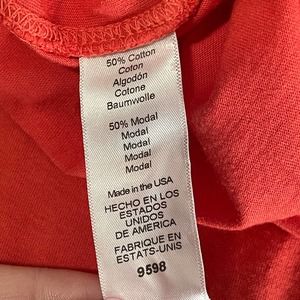 50% Cotton
Coton
Algodón
Cotone
Baumwolle
50% Modal
Modal
Modal
Modal
Modal
Made in the USA
HECHO EN LOS
ESTADOS
UNIDOS
DE AMERICA
FABRIQUE EN
ETATS-UNIS
9598